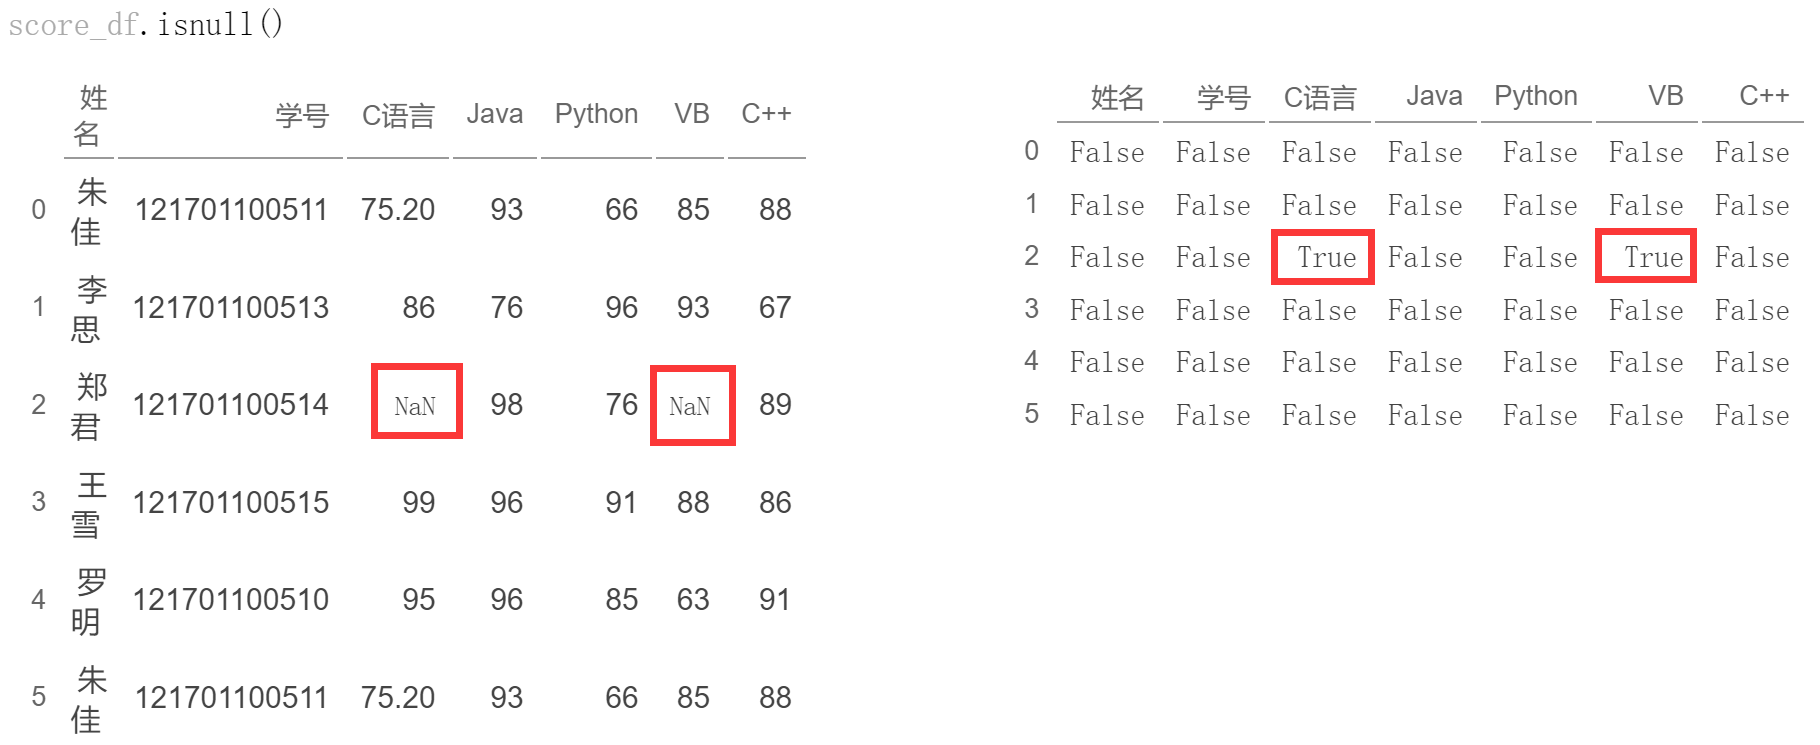 score_df.isnull()
姓名 学号 C语言 Java Python VB C++
0 朱佳 121701100511 75.20 93 66 85 88
1 李思 121701100513 86 76 96 93 67
2 郑君 121701100514 NaN 98 76 NaN 89
3 王雪 121701100515 99 96 91 88 86
4 罗明 121701100510 95 96 85 63 91
5 朱佳 121701100511 75.20 93 66 85 88
姓名 学号 C语言 Java Python VB C++
0 False False False False False False False
1 False False False False False False False
2 False False True False False True False
3 False False False False False False False
4 False False False False False False False
5 False False False False False False False